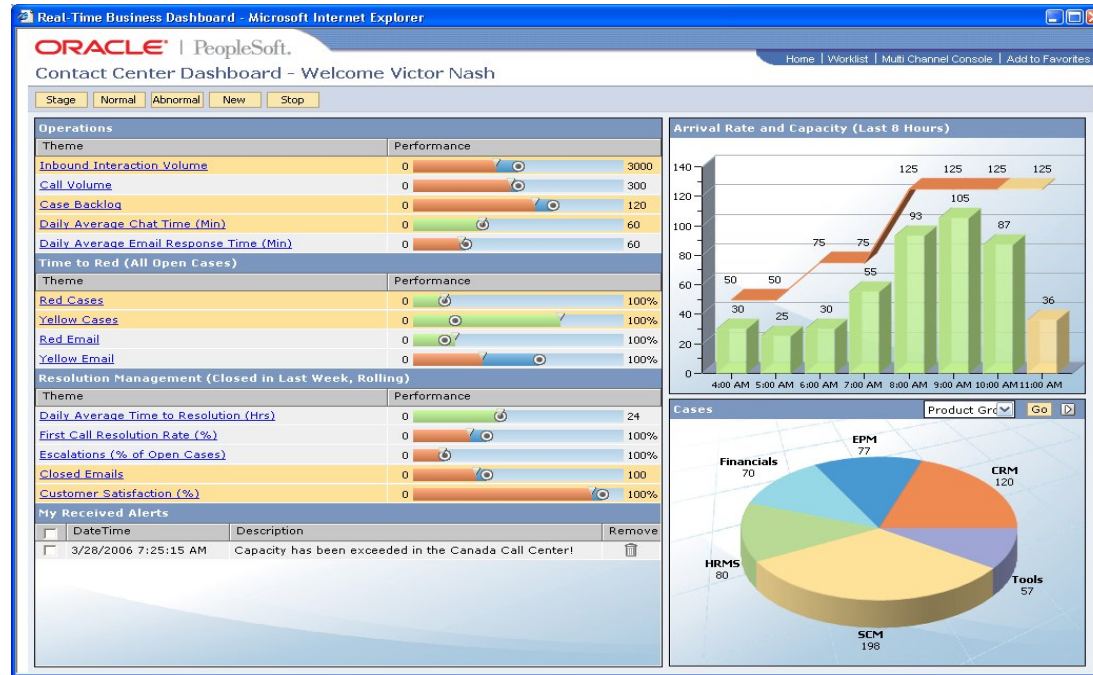 Real-Time Business Dashboard - Microsoft Internet Explorer
ORACLE | PeopleSoft.
Contact Center Dashboard - Welcome Victor Nash
Home | Worklist | Multi Channel Console | Add to Favorites
Stage Normal Abnormal New Stop
Operations
Theme Performance
Inbound Interaction Volume 0 3000
Call Volume 0 300
Case Backlog 0 120
Daily Average Chat Time (Min) 0 60
Daily Average Email Response Time (Min) 0 60
Time to Red (All Open Cases)
Theme Performance
Red Cases 0 100%
Yellow Cases 0 100%
Red Email 0 100%
Yellow Email 0 100%
Resolution Management (Closed in Last Week, Rolling)
Theme Performance
Daily Average Time to Resolution (Hrs) 0 24
First Call Resolution Rate (%) 0 100%
Escalations (% of Open Cases) 0 100%
Closed Emails 0 100
Customer Satisfaction (%) 0 100%
My Received Alerts
DateTime Description Remove
3/28/2006 7:25:15 AM Capacity has been exceeded in the Canada Call Center!
Arrival Rate and Capacity (Last 8 Hours)
140
120
100
80
60
40
20
0
50 50 75 75 125 125 125 125
30 25 30 55 93 105 87 36
4:00 AM 5:00 AM 6:00 AM 7:00 AM 8:00 AM 9:00 AM 10:00 AM 11:00 AM
Cases Product Grc Go
EPM
77
Financials
70
CRM
120
HRMS
80
Tools
57
SCM
198